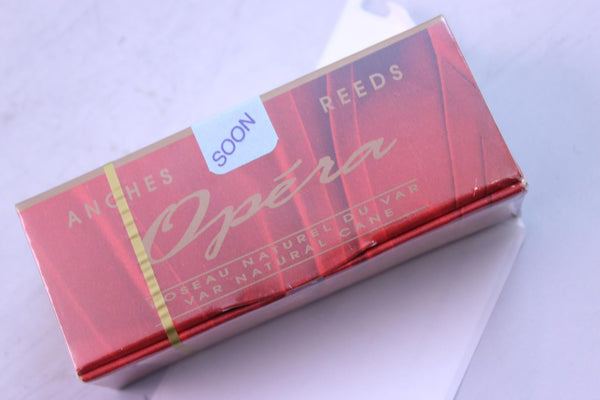 ANCHES REEDS
SOON
Opéra
ROSEAU NATUREL DU VAR
VAR NATURAL CANE